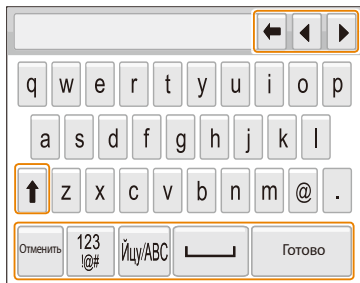 q w e r t y u i o p
a s d f g h j k l
z x c v b n m @ .
Отменить 123 !@# Йцу/ABC Готово